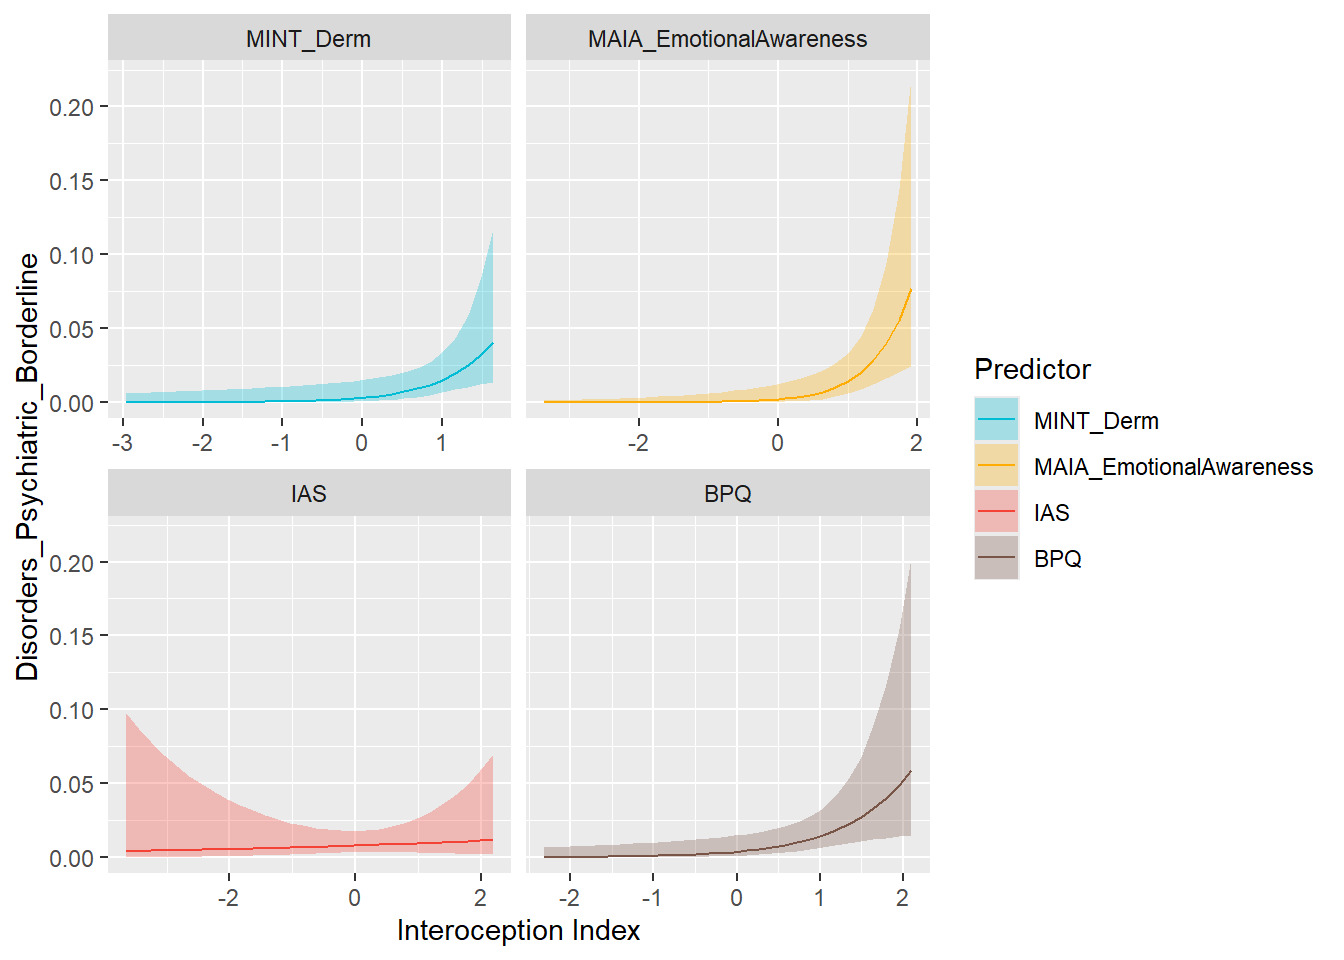 MINT_Derm
MAIA_EmotionalAwareness
0.20
0.15
0.10
0.05
0.00
-3 -2 -1 0 1
-2 0 2
IAS
BPQ
0.20
0.15
0.10
0.05
0.00
-2 0 2
-2 -1 0 1 2
Interoception Index
Disorders_Psychiatric_Borderline
Predictor
MINT_Derm
MAIA_EmotionalAwareness
IAS
BPQ